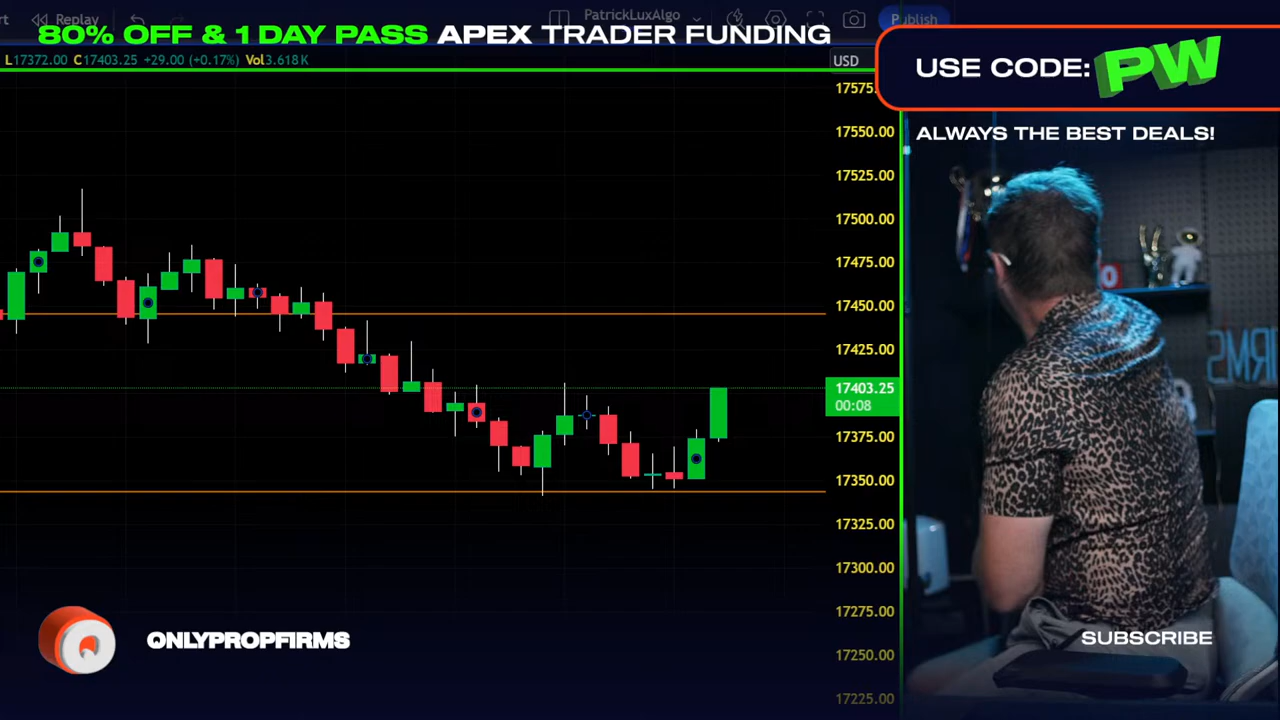 rt Replay PatrickLuxAlgo Publish
80% OFF & 1 DAY PASS APEX TRADER FUNDING
L17372.00 C17403.25 +29.00 (+0.17%) Vol3.618K
USD
USE CODE: PW
ALWAYS THE BEST DEALS!
17575.
17550.00
17525.00
17500.00
17475.00
17450.00
17425.00
17403.25
00:08
17375.00
17350.00
17325.00
17300.00
17275.00
17250.00
17225.00
ONLYPROPFIRMS
SUBSCRIBE